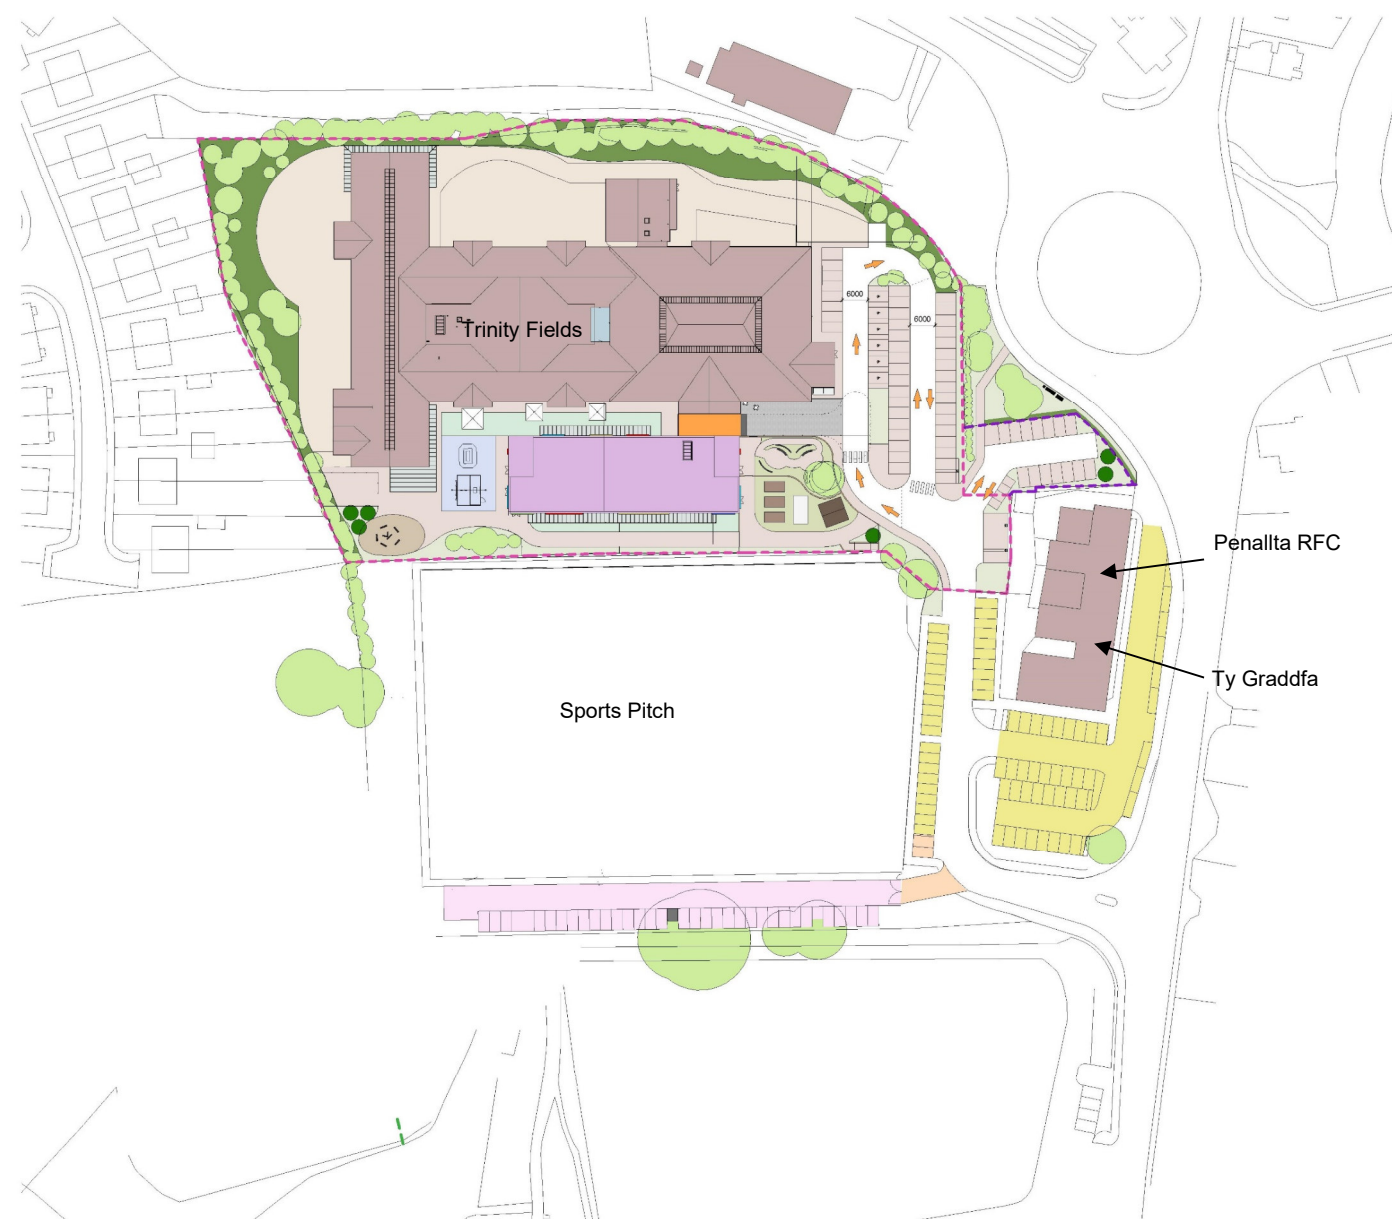 6000
6000
Trinity Fields
Penallta RFC
Ty Graddfa
Sports Pitch